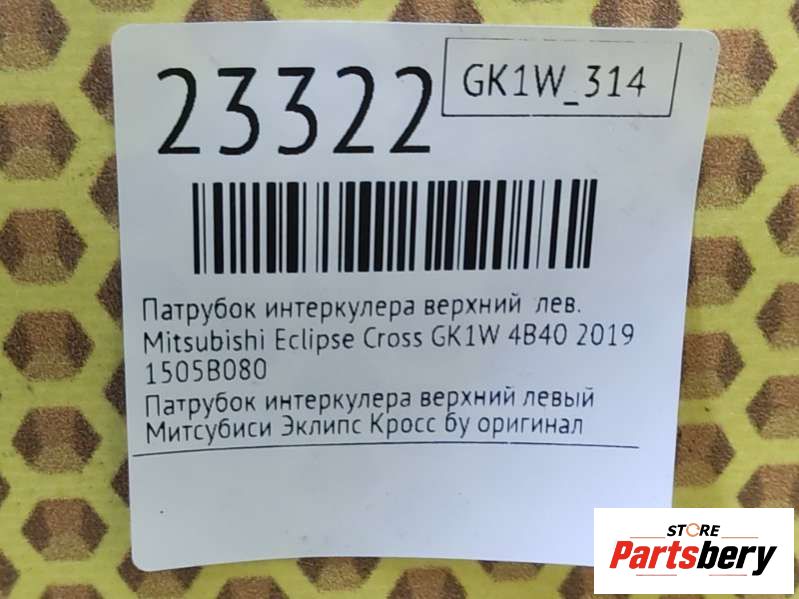 23322
GK1W_314
Патрубок интеркулера верхний лев.
Mitsubishi Eclipse Cross GK1W 4B40 2019
1505B080
Патрубок интеркулера верхний левый
Митсубиси Эклипс Кросс бу оригинал
STORE
Partsbery